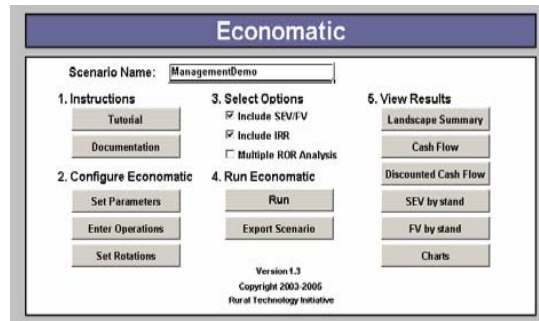 Economatic
Scenario Name: ManagementDemo
1. Instructions
Tutorial
Documentation
2. Configure Economatic
Set Parameters
Enter Operations
Set Rotations
3. Select Options
Include SEV/FV
Include IRR
Multiple ROR Analysis
4. Run Economatic
Run
Export Scenario
Version 1.3
Copyright 2003-2005
Rural Technology Initiative
5. View Results
Landscape Summary
Cash Flow
Discounted Cash Flow
SEV by stand
FV by stand
Charts